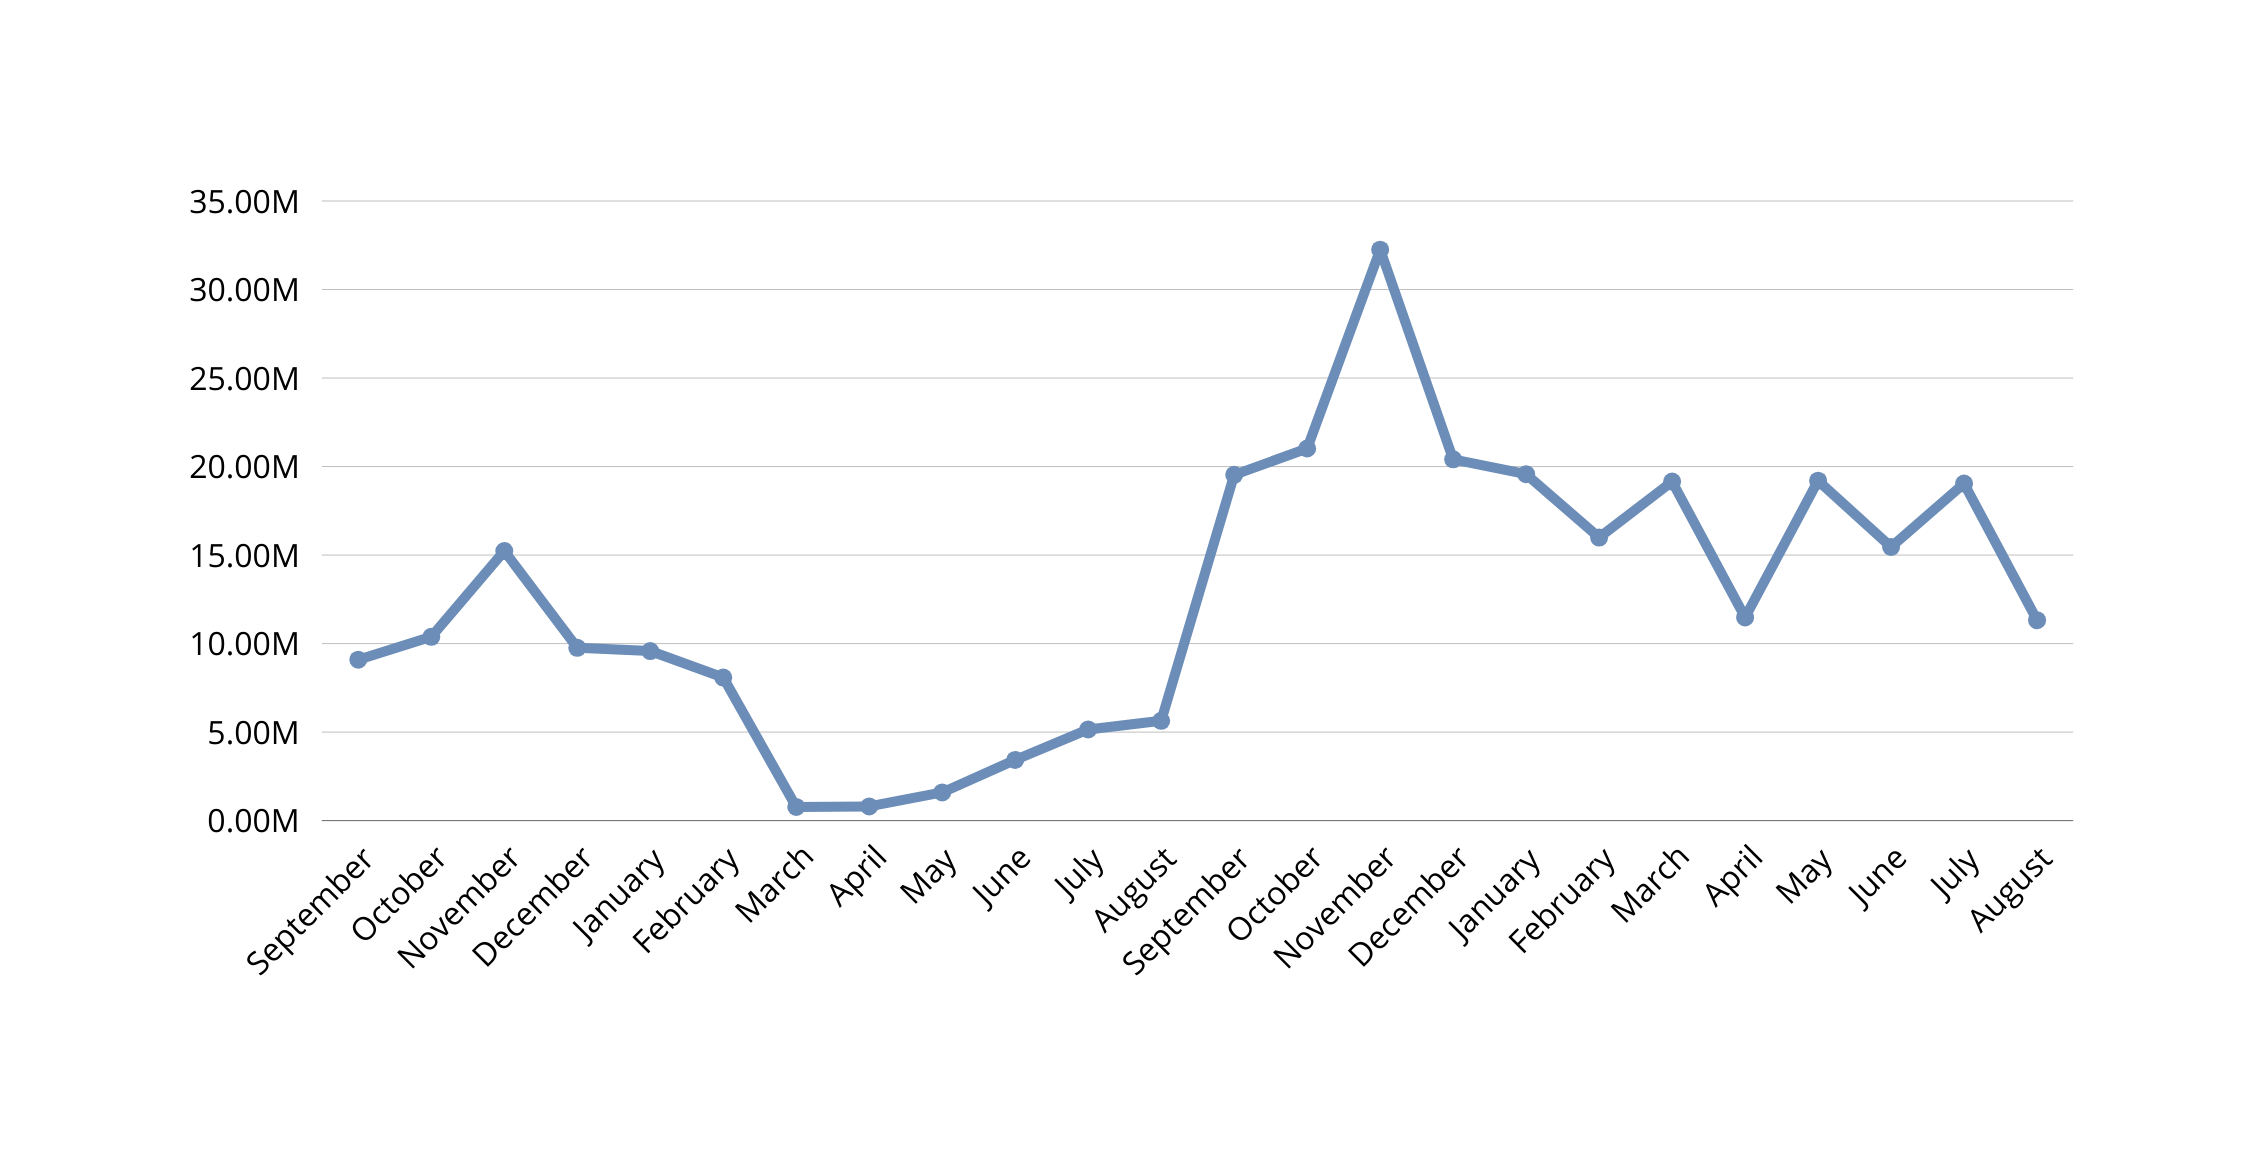 35.00M
30.00M
25.00M
20.00M
15.00M
10.00M
5.00M
0.00M
September
October
November
December
January
February
March
April
May
June
July
August
September
October
November
December
January
February
March
April
May
June
July
August